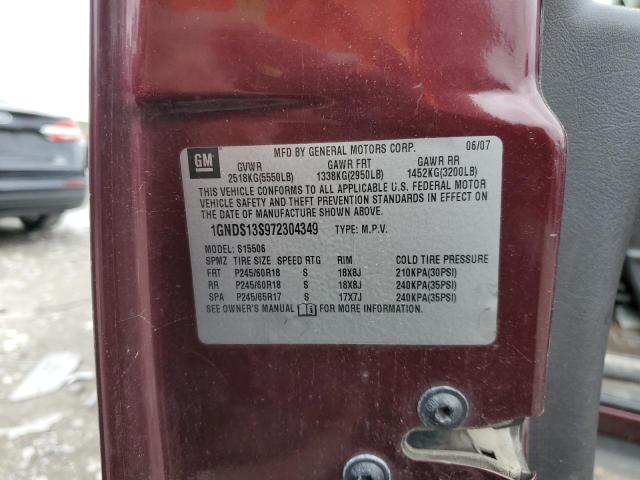 GM
MFD BY GENERAL MOTORS CORP. 06/07
GVWR GAWR FRT GAWR RR
2518KG(5550LB) 1338KG(2950LB) 1452KG(3200LB)
THIS VEHICLE CONFORMS TO ALL APPLICABLE U.S. FEDERAL MOTOR
VEHICLE SAFETY AND THEFT PREVENTION STANDARDS IN EFFECT ON
THE DATE OF MANUFACTURE SHOWN ABOVE.
1GNDS13S972304349 TYPE: M.P.V.
MODEL: S15506
SPMZ TIRE SIZE SPEED RTG RIM COLD TIRE PRESSURE
FRT P245/60R18 S 18X8J 210KPA(30PSI)
RR P245/60R18 S 18X8J 240KPA(35PSI)
SPA P245/65R17 S 17X7J 240KPA(35PSI)
SEE OWNER'S MANUAL FOR MORE INFORMATION.